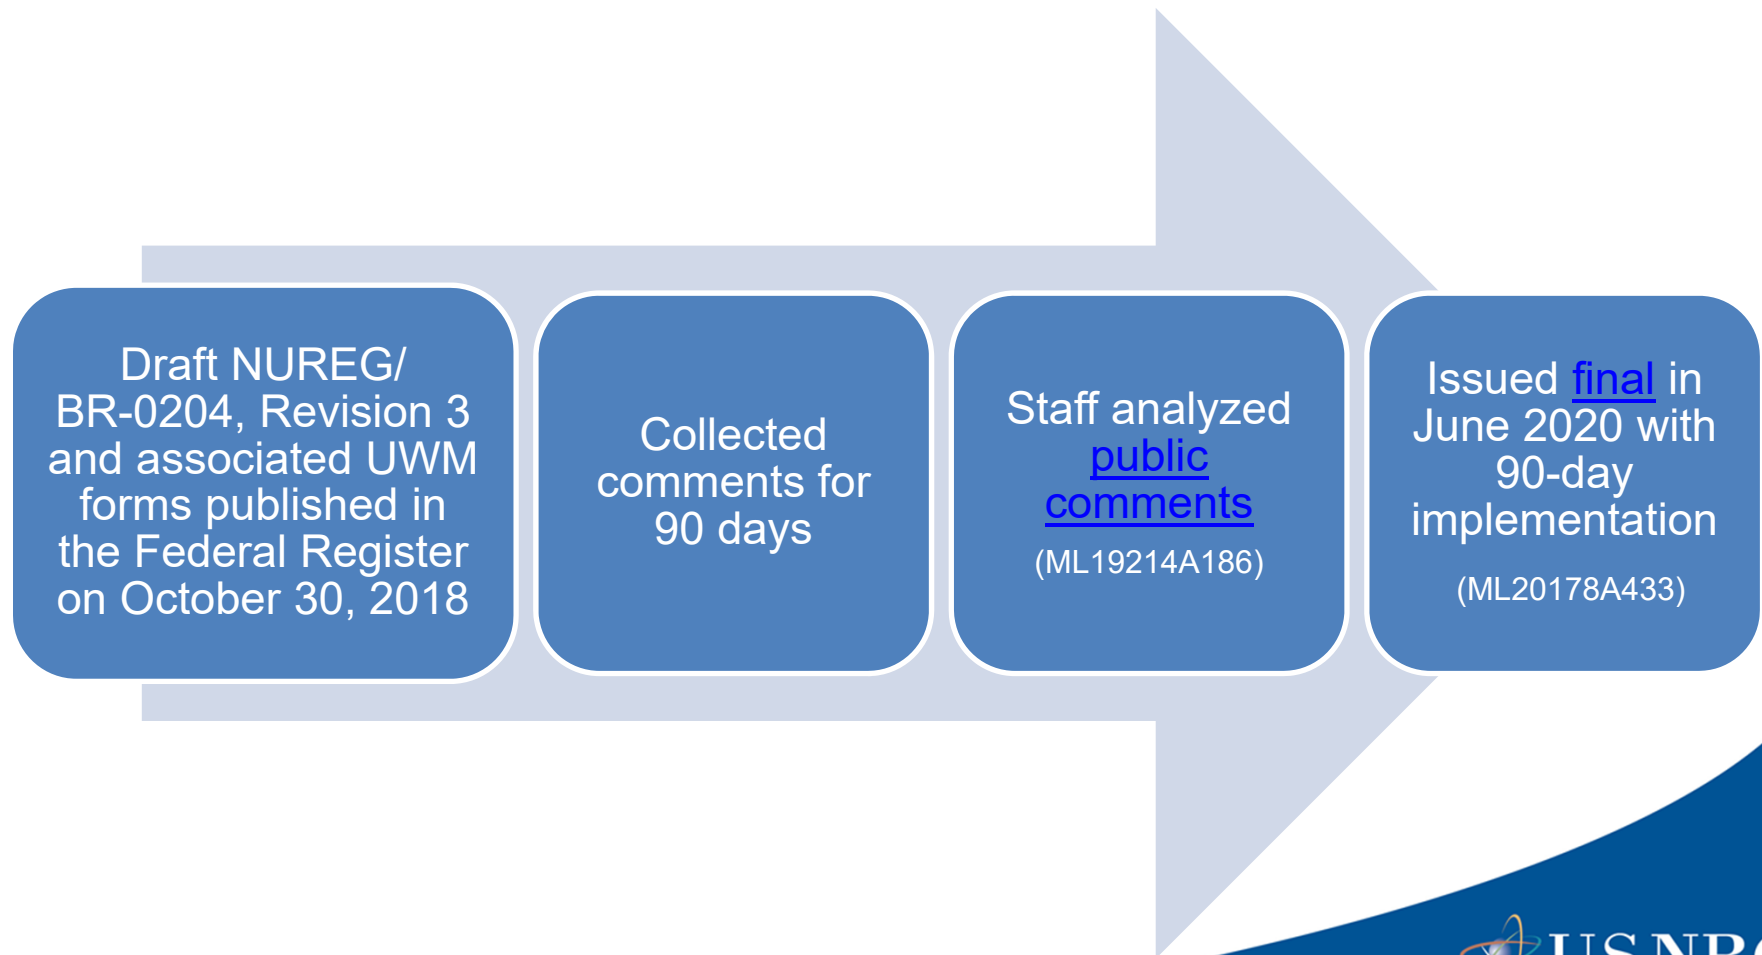 Draft NUREG/
BR-0204, Revision 3
and associated UWM
forms published in
the Federal Register
on October 30, 2018
Collected
comments for
90 days
Staff analyzed
public
comments
(ML19214A186)
Issued final in
June 2020 with
90-day
implementation
(ML20178A433)
U.S.NRC